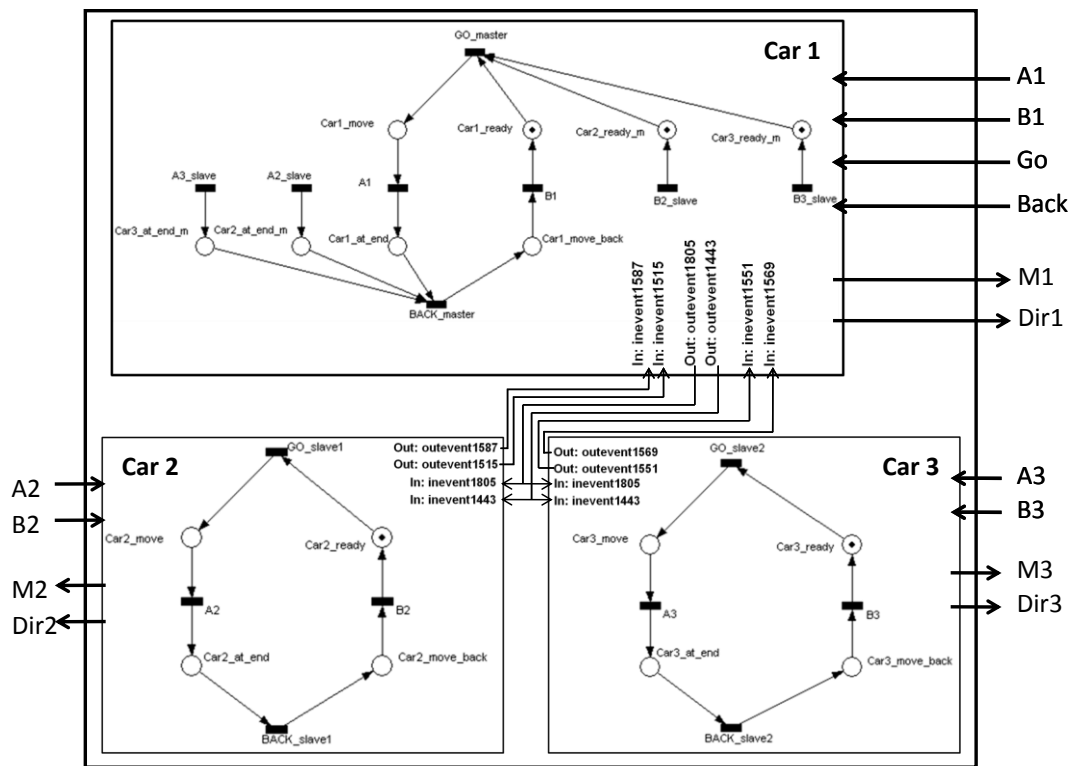 GO_master
Car 1
A1
B1
Go
Back
M1
Dir1
Car1_move
Car1_ready
Car2_ready_m
Car3_ready_m
A3_slave
A2_slave
A1
B1
B2_slave
B3_slave
Car3_at_end_m
Car2_at_end_m
Car1_at_end
Car1_move_back
BACK_master
In: inevent1587
In: inevent1515
Out: outevent1805
Out: outevent1443
In: inevent1551
In: inevent1569
Car 2
GO_slave1
Out: outevent1587
Out: outevent1515
In: inevent1805
In: inevent1443
A2
B2
M2
Dir2
Car2_move
Car2_ready
A2
B2
Car2_at_end
Car2_move_back
BACK_slave1
Out: outevent1569
Out: outevent1551
In: inevent1805
In: inevent1443
GO_slave2
Car 3
A3
B3
M3
Dir3
Car3_move
Car3_ready
A3
B3
Car3_at_end
Car3_move_back
BACK_slave2